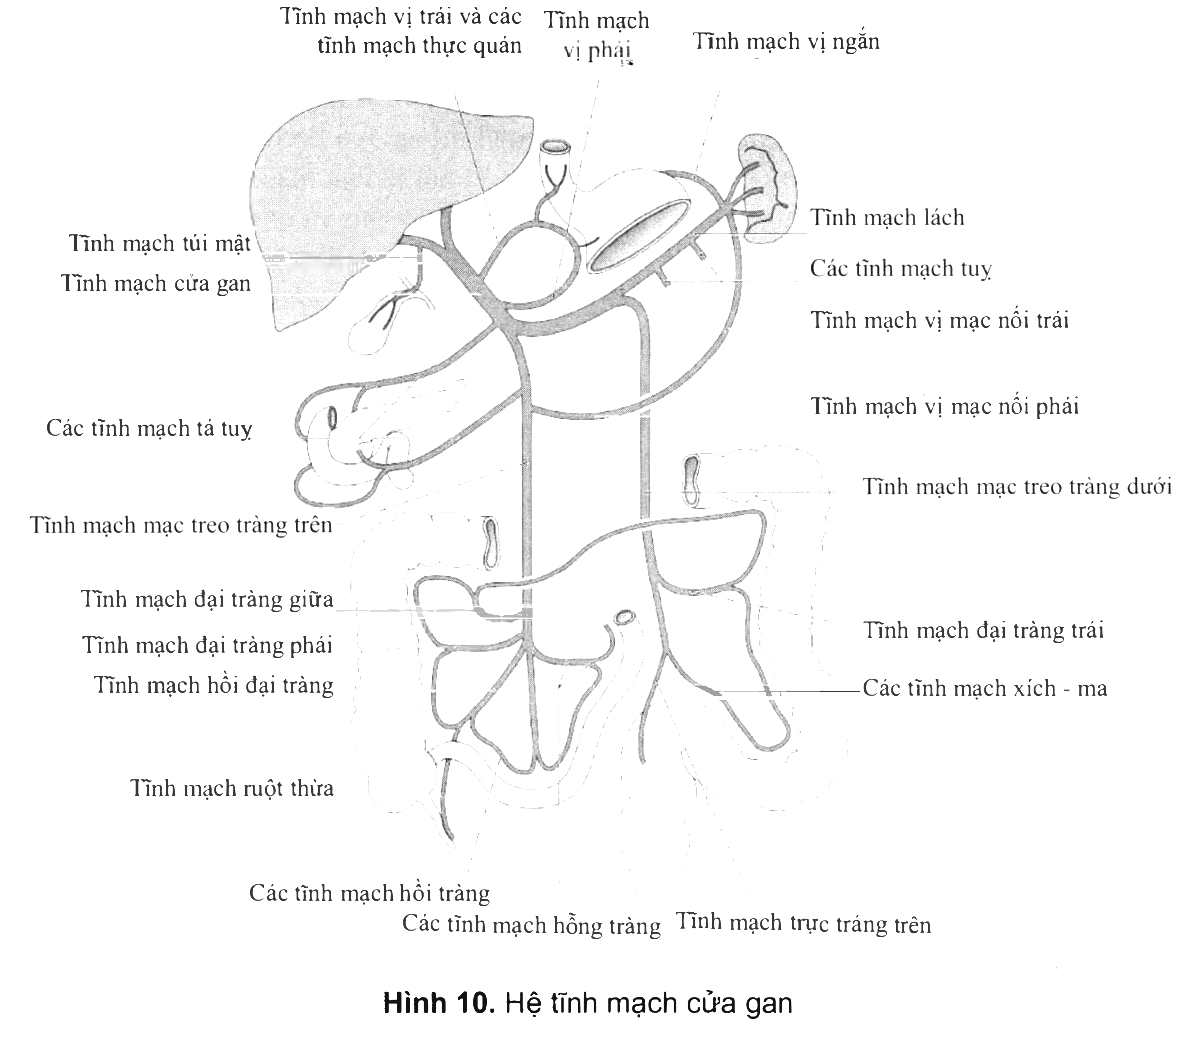 Tĩnh mạch vị trái và các
tĩnh mạch thực quản
Tĩnh mạch
vị phải
Tĩnh mạch vị ngắn
Tĩnh mạch túi mật
Tĩnh mạch cửa gan
Các tĩnh mạch tá tuỵ
Tĩnh mạch mạc treo tràng trên
Tĩnh mạch đại tràng giữa
Tĩnh mạch đại tràng phải
Tĩnh mạch hồi đại tràng
Tĩnh mạch ruột thừa
Tĩnh mạch lách
Các tĩnh mạch tuỵ
Tĩnh mạch vị mạc nối trái
Tĩnh mạch vị mạc nối phải
Tĩnh mạch mạc treo tràng dưới
Tĩnh mạch đại tràng trái
Các tĩnh mạch xích - ma
Các tĩnh mạch hồi tràng
Các tĩnh mạch hỗng tràng
Tĩnh mạch trực tràng trên
Hình 10. Hệ tĩnh mạch cửa gan